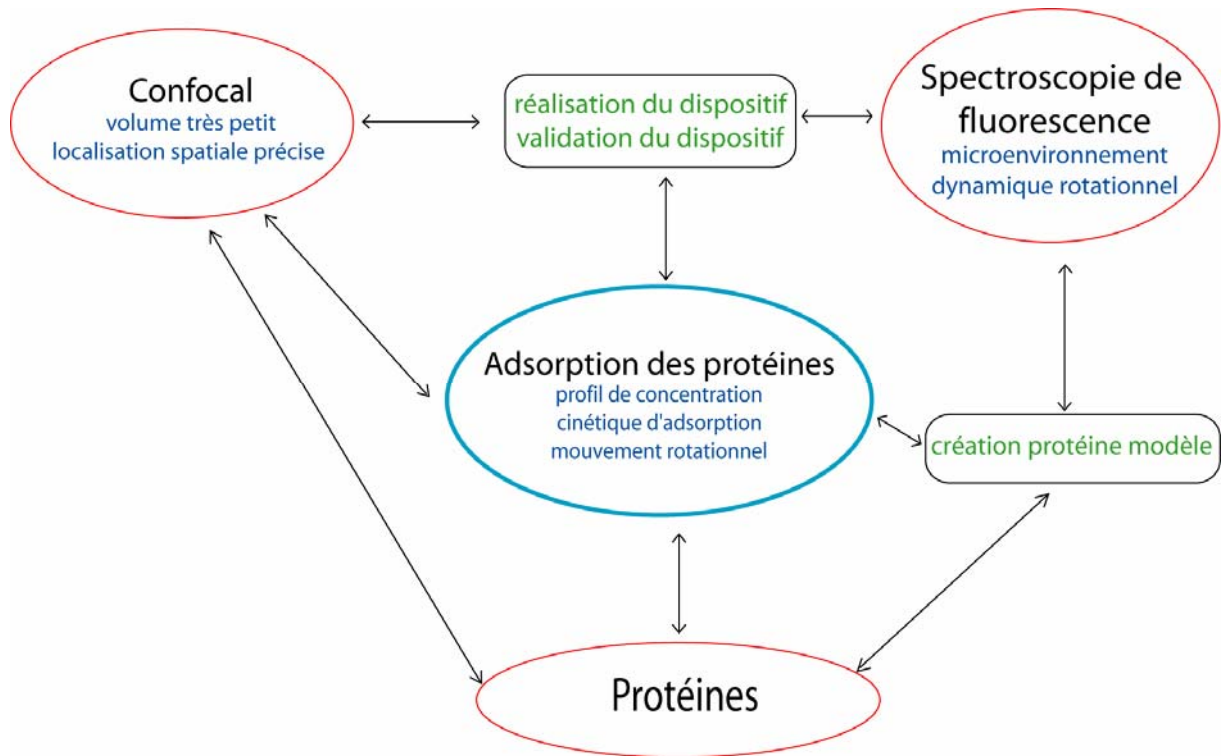 Confocal
volume très petit
localisation spatiale précise
réalisation du dispositif
validation du dispositif
Spectroscopie de
fluorescence
microenvironnement
dynamique rotationnel
Adsorption des protéines
profil de concentration
cinétique d'adsorption
mouvement rotationnel
création protéine modèle
Protéines